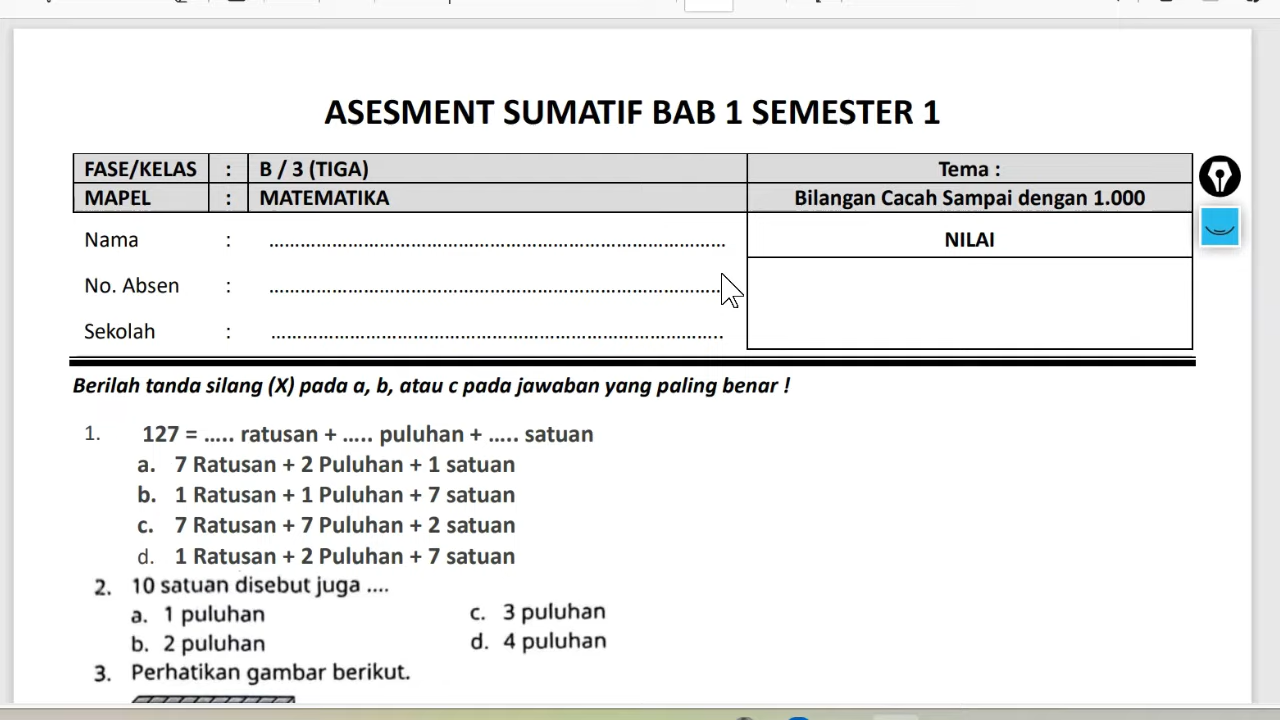 ASESMENT SUMATIF BAB 1 SEMESTER 1
FASE/KELAS : B / 3 (TIGA) Tema :
MAPEL : MATEMATIKA Bilangan Cacah Sampai dengan 1.000
Nama : ................................................................................ NILAI
No. Absen : ................................................................................
Sekolah : ................................................................................
Berilah tanda silang (X) pada a, b, atau c pada jawaban yang paling benar !
1. 127 = ..... ratusan + ..... puluhan + ..... satuan
a. 7 Ratusan + 2 Puluhan + 1 satuan
b. 1 Ratusan + 1 Puluhan + 7 satuan
c. 7 Ratusan + 7 Puluhan + 2 satuan
d. 1 Ratusan + 2 Puluhan + 7 satuan
2. 10 satuan disebut juga ....
a. 1 puluhan c. 3 puluhan
b. 2 puluhan d. 4 puluhan
3. Perhatikan gambar berikut.